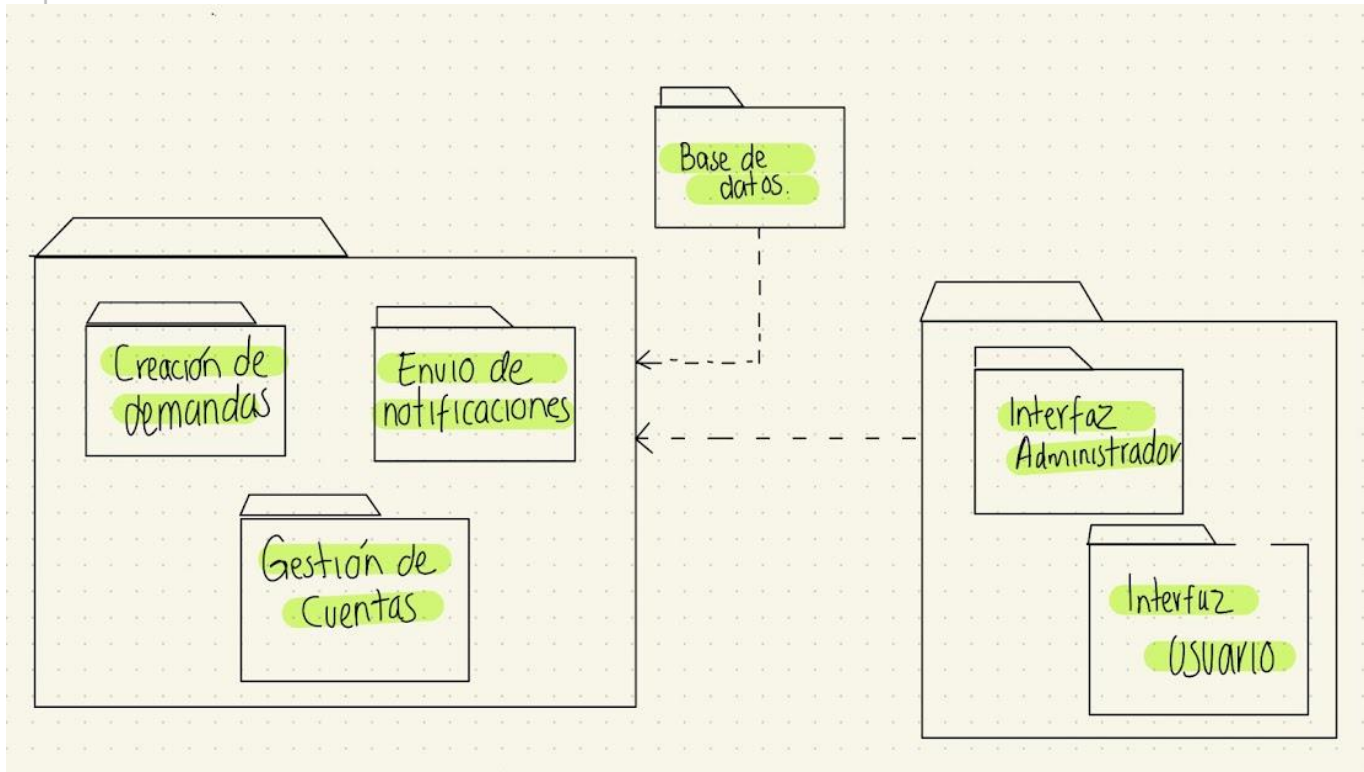 Base de
datos.
Creación de
demandas
Envio de
notificaciones
Gestión de
Cuentas
Interfaz
Administrador
Interfaz
Usuario